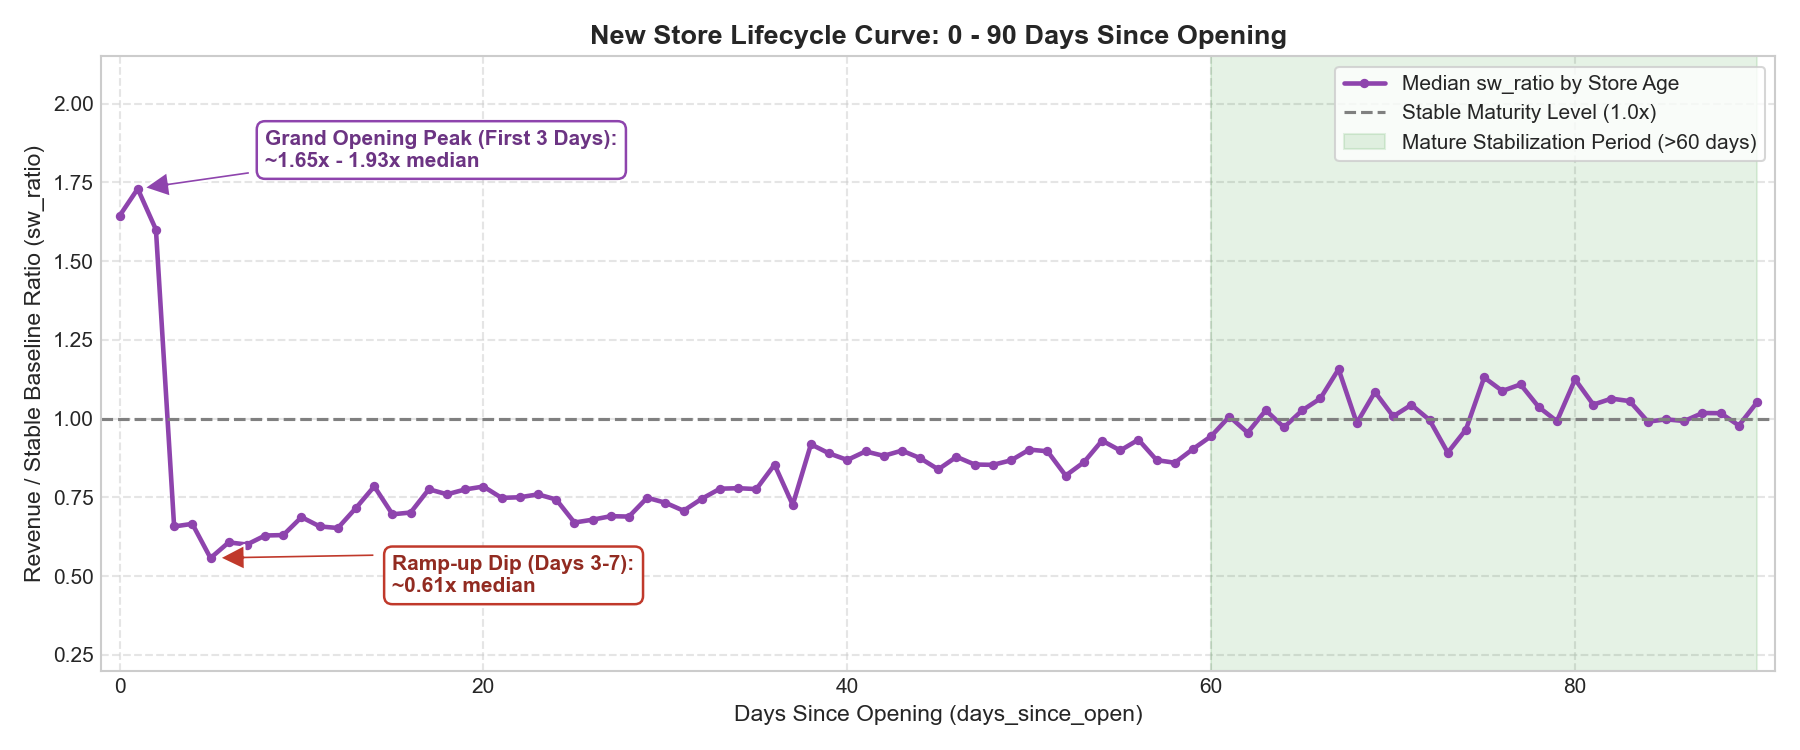 New Store Lifecycle Curve: 0 - 90 Days Since Opening
Revenue / Stable Baseline Ratio (sw_ratio)
2.00
1.75
1.50
1.25
1.00
0.75
0.50
0.25
Grand Opening Peak (First 3 Days):
~1.65x - 1.93x median
Ramp-up Dip (Days 3-7):
~0.61x median
Median sw_ratio by Store Age
Stable Maturity Level (1.0x)
Mature Stabilization Period (>60 days)
0 20 40 60 80
Days Since Opening (days_since_open)